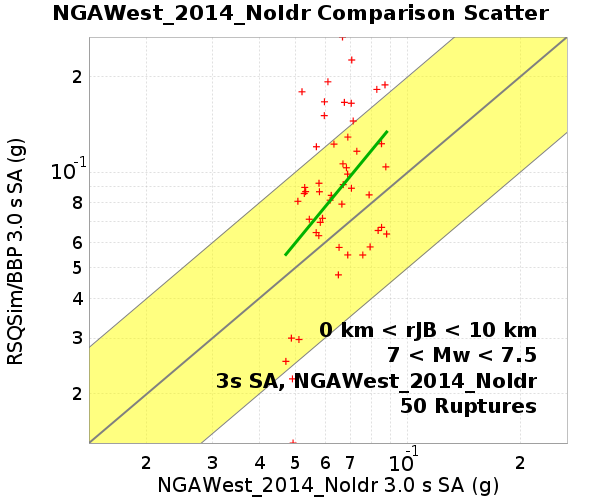 NGAWest_2014_NoIdr Comparison Scatter
RSQSim/BBP 3.0 s SA (g)
2
10-1
8
6
5
4
3
2
0 km < rJB < 10 km
7 < Mw < 7.5
3s SA, NGAWest_2014_NoIdr
50 Ruptures
2 3 4 5 6 7 10-1 2
NGAWest_2014_NoIdr 3.0 s SA (g)